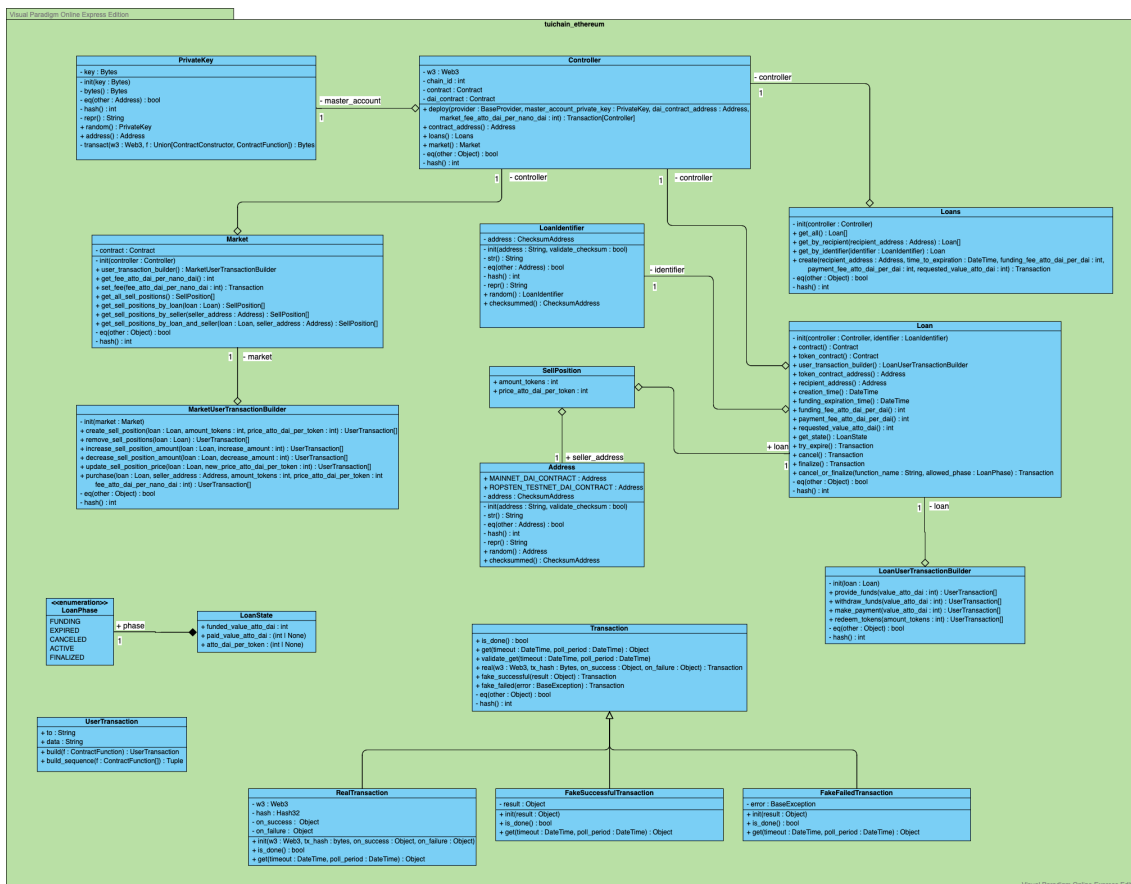 Visual Paradigm Online Express Edition
tuichain_ethereum
PrivateKey
- key : Bytes
- init(key : Bytes)
- bytes() : Bytes
- eq(other : Address) : bool
- hash() : int
- repr() : String
+ random() : PrivateKey
+ address() : Address
- transact(w3 : Web3, f : Union[ContractConstructor, ContractFunction]) : Bytes
- master_account
1
Controller
- w3 : Web3
- chain_id : int
- contract : Contract
- dai_contract : Contract
+ deploy(provider : BaseProvider, master_account_private_key : PrivateKey, dai_contract_address : Address,
market_fee_atto_dai_per_nano_dai : int) : Transaction[Controller]
+ contract_address() : Address
+ loans() : Loans
+ market() : Market
- eq(other : Object) : bool
- hash() : int
- controller
1
1
- controller
1
- controller
Loans
- init(controller : Controller)
+ get_all() : Loan[]
+ get_by_recipient(recipient_address : Address) : Loan[]
+ get_by_identifier(identifier : LoanIdentifier) : Loan
+ create(recipient_address : Address, time_to_expiration : DateTime, funding_fee_atto_dai_per_dai : int,
payment_fee_atto_dai_per_dai : int, requested_value_atto_dai : int) : Transaction
- eq(other : Object) : bool
- hash() : int
Market
- contract : Contract
- init(controller : Controller)
+ user_transaction_builder() : MarketUserTransactionBuilder
+ get_fee_atto_dai_per_nano_dai() : int
+ set_fee(fee_atto_dai_per_nano_dai : int) : Transaction
+ get_all_sell_positions() : SellPosition[]
+ get_sell_positions_by_loan(loan : Loan) : SellPosition[]
+ get_sell_positions_by_seller(seller_address : Address) : SellPosition[]
+ get_sell_positions_by_loan_and_seller(loan : Loan, seller_address : Address) : SellPosition[]
- eq(other : Object) : bool
- hash() : int
1
- market
LoanIdentifier
- address : ChecksumAddress
- init(address : String, validate_checksum : bool)
- str() : String
- eq(other : Address) : bool
- hash() : int
- repr() : String
+ random() : LoanIdentifier
+ checksummed() : ChecksumAddress
- identifier
1
Loan
- init(controller : Controller, identifier : LoanIdentifier)
+ contract() : Contract
+ token_contract() : Contract
+ user_transaction_builder() : LoanUserTransactionBuilder
+ token_contract_address() : Address
+ recipient_address() : Address
+ creation_time() : DateTime
+ funding_expiration_time() : DateTime
+ funding_fee_atto_dai_per_dai() : int
+ payment_fee_atto_dai_per_dai() : int
+ requested_value_atto_dai() : int
+ get_state() : LoanState
+ try_expire() : Transaction
+ cancel() : Transaction
+ finalize() : Transaction
+ cancel_or_finalize(function_name : String, allowed_phase : LoanPhase) : Transaction
- eq(other : Object) : bool
- hash() : int
+ loan
1
1
- loan
SellPosition
+ amount_tokens : int
+ price_atto_dai_per_token : int
1
+ seller_address
MarketUserTransactionBuilder
- init(market : Market)
+ create_sell_position(loan : Loan, amount_tokens : int, price_atto_dai_per_token : int) : UserTransaction[]
+ remove_sell_positions(loan : Loan) : UserTransaction[]
+ increase_sell_position_amount(loan : Loan, increase_amount : int) : UserTransaction[]
+ decrease_sell_position_amount(loan : Loan, decrease_amount : int) : UserTransaction[]
+ update_sell_position_price(loan : Loan, new_price_atto_dai_per_token : int) : UserTransaction[]
+ purchase(loan : Loan, seller_address : Address, amount_tokens : int, price_atto_dai_per_token : int
fee_atto_dai_per_nano_dai : int) : UserTransaction[]
- eq(other : Object) : bool
- hash() : int
Address
+ MAINNET_DAI_CONTRACT : Address
+ ROPSTEN_TESTNET_DAI_CONTRACT : Address
- address : ChecksumAddress
- init(address : String, validate_checksum : bool)
- str() : String
- eq(other : Address) : bool
- hash() : int
- repr() : String
+ random() : Address
+ checksummed() : ChecksumAddress
LoanUserTransactionBuilder
- init(loan : Loan)
+ provide_funds(value_atto_dai : int) : UserTransaction[]
+ withdraw_funds(value_atto_dai : int) : UserTransaction[]
+ make_payment(value_atto_dai : int) : UserTransaction[]
+ redeem_tokens(amount_tokens : int) : UserTransaction[]
- eq(other : Object) : bool
- hash() : int
<<enumeration>>
LoanPhase
FUNDING
EXPIRED
CANCELED
ACTIVE
FINALIZED
+ phase
1
LoanState
+ funded_value_atto_dai : int
+ paid_value_atto_dai : (int | None)
+ atto_dai_per_token : (int | None)
Transaction
+ is_done() : bool
+ get(timeout : DateTime, poll_period : DateTime) : Object
+ validate_get(timeout : DateTime, poll_period : DateTime)
+ real(w3 : Web3, tx_hash : Bytes, on_success : Object, on_failure : Object) : Transaction
+ fake_successful(result : Object) : Transaction
+ fake_failed(error : BaseException) : Transaction
- eq(other : Object) : bool
- hash() : int
UserTransaction
+ to : String
+ data : String
+ build(f : ContractFunction) : UserTransaction
+ build_sequence(f : ContractFunction[]) : Tuple
RealTransaction
- w3 : Web3
- hash : Hash32
- on_success : Object
- on_failure : Object
+ init(w3 : Web3, tx_hash : bytes, on_success : Object, on_failure : Object)
+ is_done() : bool
+ get(timeout : DateTime, poll_period : DateTime) : Object
FakeSuccessfulTransaction
- result : Object
+ init(result : Object)
+ is_done() : bool
+ get(timeout : DateTime, poll_period : DateTime) : Object
FakeFailedTransaction
- error : BaseException
+ init(result : Object)
+ is_done() : bool
+ get(timeout : DateTime, poll_period : DateTime) : Object